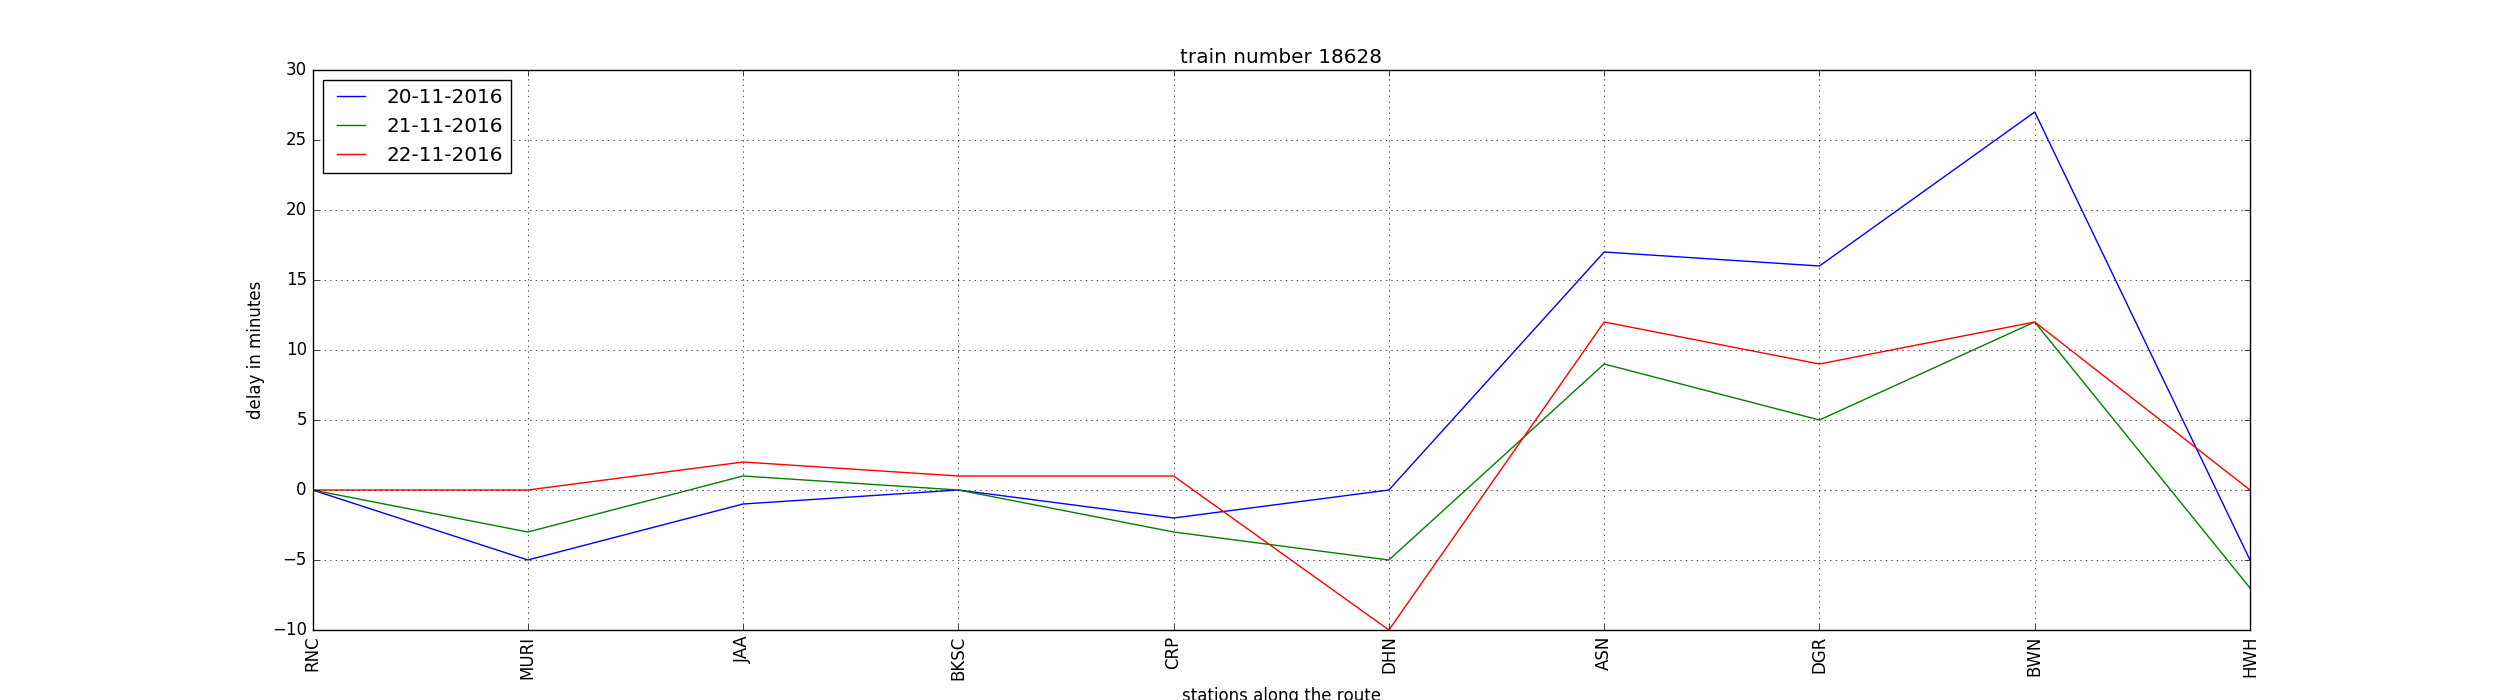 train number 18628
20-11-2016
21-11-2016
22-11-2016
30
25
20
15
10
5
0
−5
−10
delay in minutes
RNC
MURI
JAA
BKSC
CRP
DHN
ASN
DGR
BWN
HWH
stations along the route